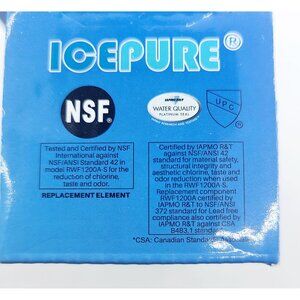 ICEPURE®
NSF®
IAPMO R&T
WATER QUALITY
PLATINUM SEAL
UPC
®
Tested and Certified by NSF
International against
NSF/ANSI Standard 42 in
model RWF1200A-S for the
reduction of chlorine,
taste and odor.
REPLACEMENT ELEMENT
Certified by IAPMO R&T
against NSF/ANSI 42
standard for material safety,
structural integrity and
aesthetic chlorine, taste and
odor reduction when used
in the RWF1200A-S.
Replacement component
RWF1200A certified by
IAPMO R&T to NSF/ANSI
372 standard for Lead free
compliance also certified by
IAPMO R&T against CSA
B483.1 standard
*CSA: Canadian Standards Association